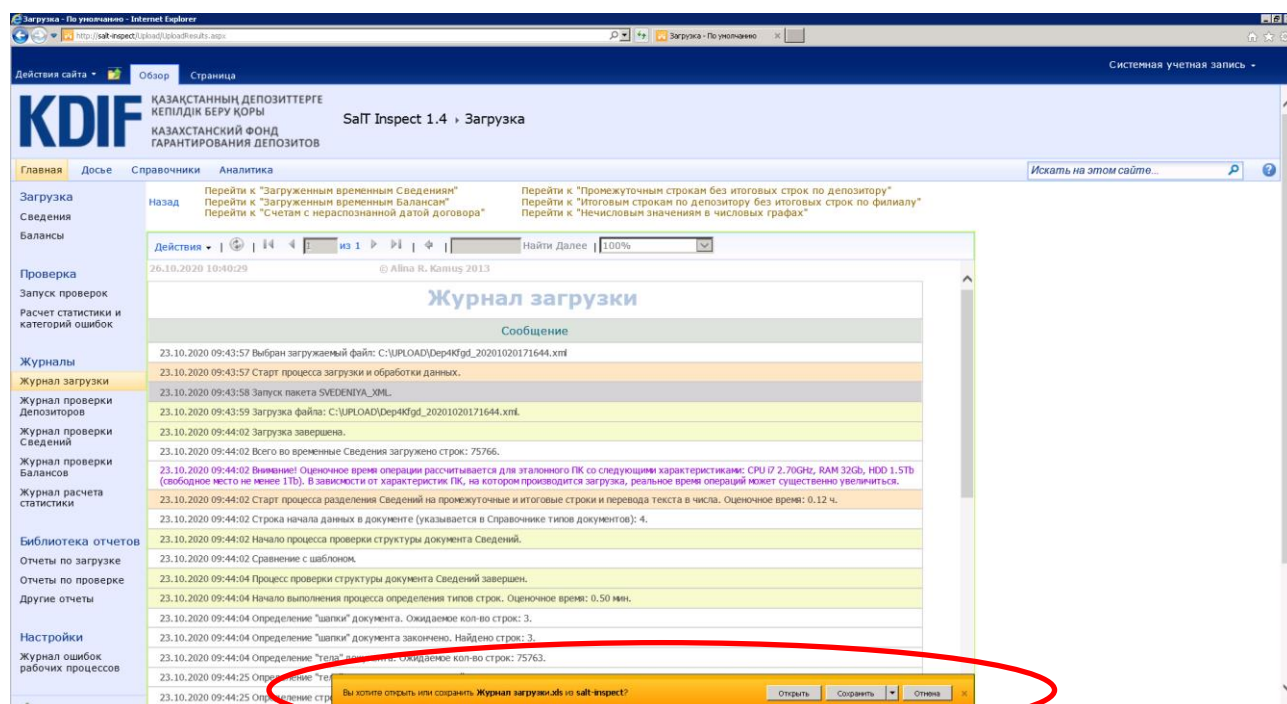 Загрузка - По умолчанию - Internet Explorer
http://salt-inspect/Upload/UploadResults.aspx
Загрузка - По умолчанию
Действия сайта
Обзор
Страница
Системная учетная запись
KDIF
ҚАЗАҚСТАННЫҢ ДЕПОЗИТТЕРГЕ
КЕПІЛДІК БЕРУ ҚОРЫ
КАЗАХСТАНСКИЙ ФОНД
ГАРАНТИРОВАНИЯ ДЕПОЗИТОВ
SalT Inspect 1.4 › Загрузка
Главная Досье Справочники Аналитика
Искать на этом сайте...
Загрузка
Сведения
Балансы
Проверка
Запуск проверок
Расчет статистики и
категорий ошибок
Журналы
Журнал загрузки
Журнал проверки
Депозиторов
Журнал проверки
Сведений
Журнал проверки
Балансов
Журнал расчета
статистики
Библиотека отчетов
Отчеты по загрузке
Отчеты по проверке
Другие отчеты
Настройки
Журнал ошибок
рабочих процессов
Назад
Перейти к "Загруженным временным Сведениям"
Перейти к "Загруженным временным Балансам"
Перейти к "Счетам с нераспознанной датой договора"
Перейти к "Промежуточным строкам без итоговых строк по депозитору"
Перейти к "Итоговым строкам по депозитору без итоговых строк по филиалу"
Перейти к "Нечисловым значениям в числовых графах"
Действия | 1 из 1 | Найти Далее | 100%
26.10.2020 10:40:29 © Alina R. Kamuş 2013
Журнал загрузки
Сообщение
23.10.2020 09:43:57 Выбран загружаемый файл: C:\UPLOAD\Dep4Kfgd_20201020171644.xml
23.10.2020 09:43:57 Старт процесса загрузки и обработки данных.
23.10.2020 09:43:58 Запуск пакета SVEDENIYA_XML.
23.10.2020 09:43:59 Загрузка файла: C:\UPLOAD\Dep4Kfgd_20201020171644.xml.
23.10.2020 09:44:02 Загрузка завершена.
23.10.2020 09:44:02 Всего во временные Сведения загружено строк: 75766.
23.10.2020 09:44:02 Внимание! Оценочное время операции рассчитывается для эталонного ПК со следующими характеристиками: CPU i7 2.70GHz, RAM 32Gb, HDD 1.5Tb
(свободное место не менее 1Tb). В зависимости от характеристик ПК, на котором производится загрузка, реальное время операций может существенно увеличиться.
23.10.2020 09:44:02 Старт процесса разделения Сведений на промежуточные и итоговые строки и перевода текста в числа. Оценочное время: 0.12 ч.
23.10.2020 09:44:02 Строка начала данных в документе (указывается в Справочнике типов документов): 4.
23.10.2020 09:44:02 Начало процесса проверки структуры документа Сведений.
23.10.2020 09:44:02 Сравнение с шаблоном.
23.10.2020 09:44:04 Процесс проверки структуры документа Сведений завершен.
23.10.2020 09:44:04 Начало выполнения процесса определения типов строк. Оценочное время: 0.50 мин.
23.10.2020 09:44:04 Определение "шапки" документа. Ожидаемое кол-во строк: 3.
23.10.2020 09:44:04 Определение "шапки" документа закончено. Найдено строк: 3.
23.10.2020 09:44:04 Определение "тела" документа. Ожидаемое кол-во строк: 75763.
23.10.2020 09:44:25 Определение "те
23.10.2020 09:44:25 Определение стр
Вы хотите открыть или сохранить Журнал загрузки.xls из salt-inspect?
Открыть Сохранить Отмена